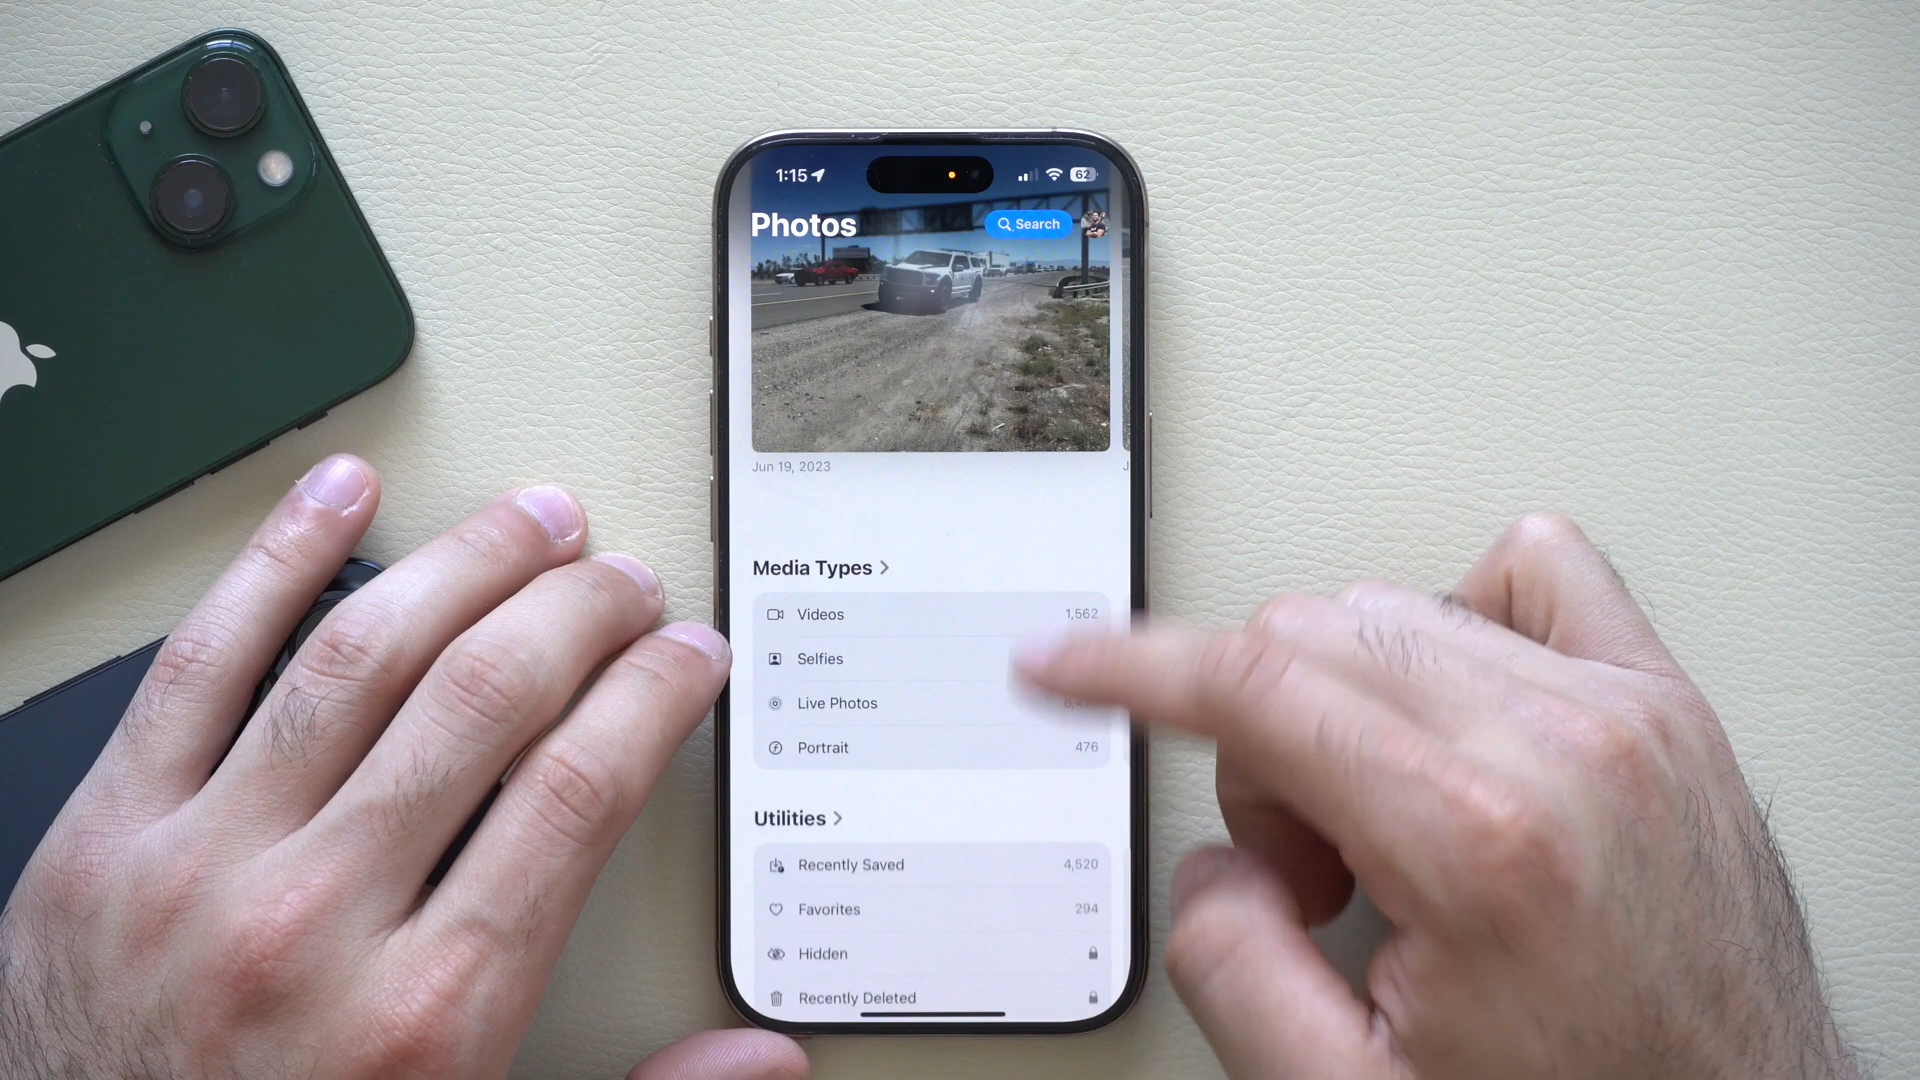 1:15
62
Photos
Search
Jun 19, 2023
J
Media Types >
Videos 1,562
Selfies
Live Photos
Portrait 476
Utilities >
Recently Saved 4,520
Favorites 294
Hidden
Recently Deleted